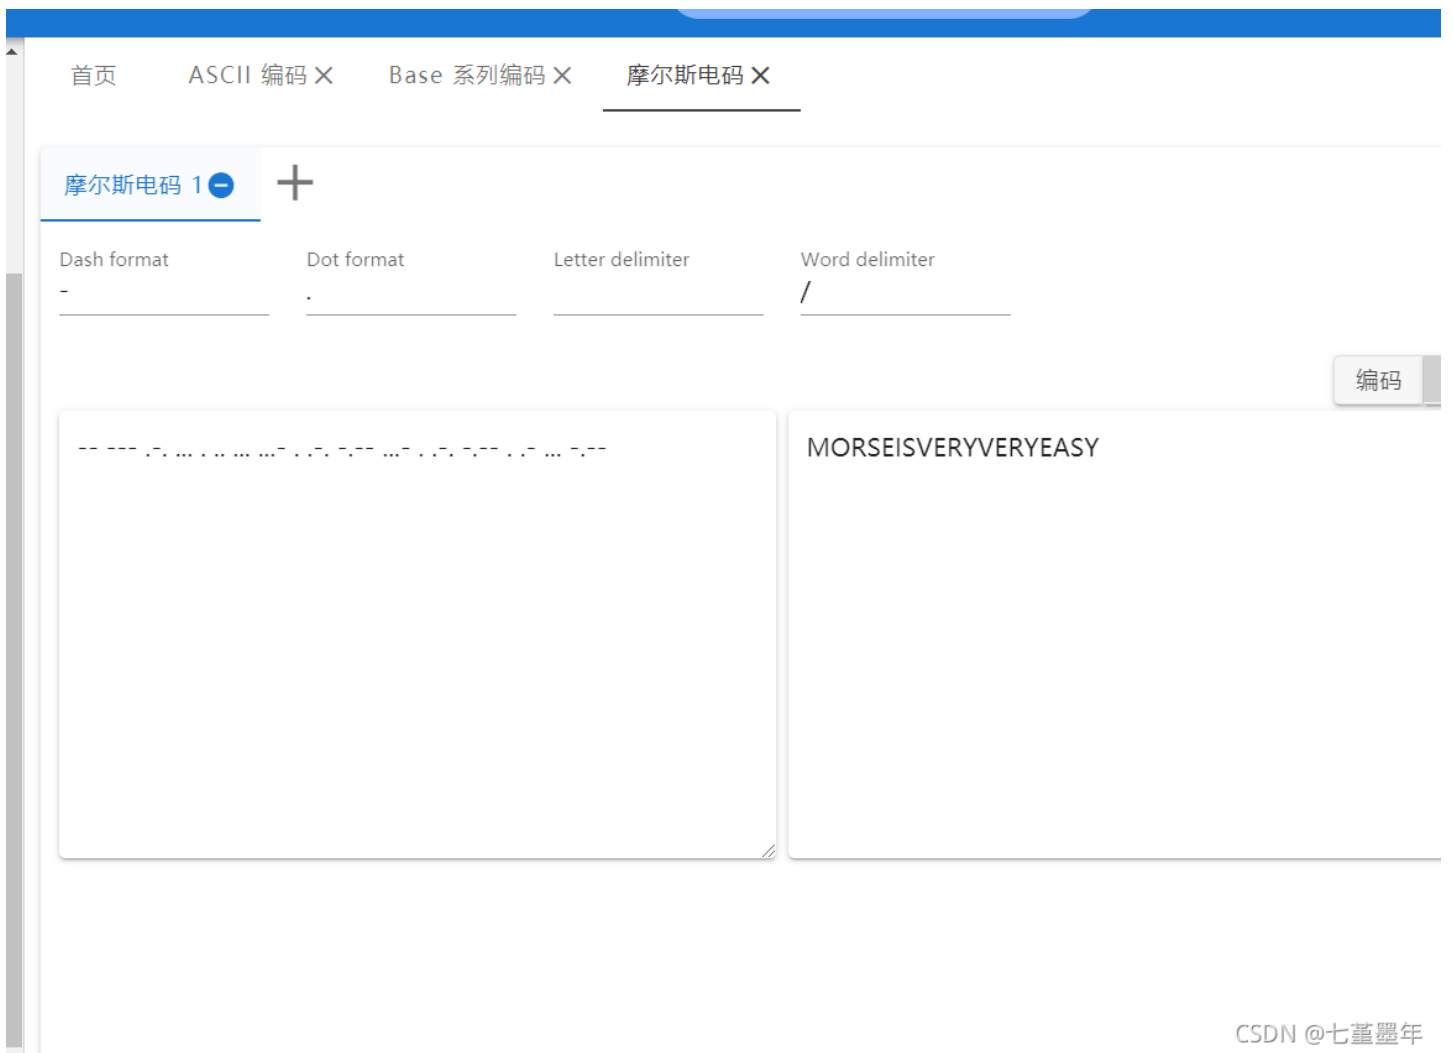 首页 ASCII 编码 Base 系列编码 摩尔斯电码
摩尔斯电码 1
Dash format Dot format Letter delimiter Word delimiter
- . /
编码
-- --- .-. ... . .. ... ...- . .-. -.-- ...- . .-. -.-- . .- ... -.--
MORSEISVERYVERYEASY
CSDN @七堇墨年